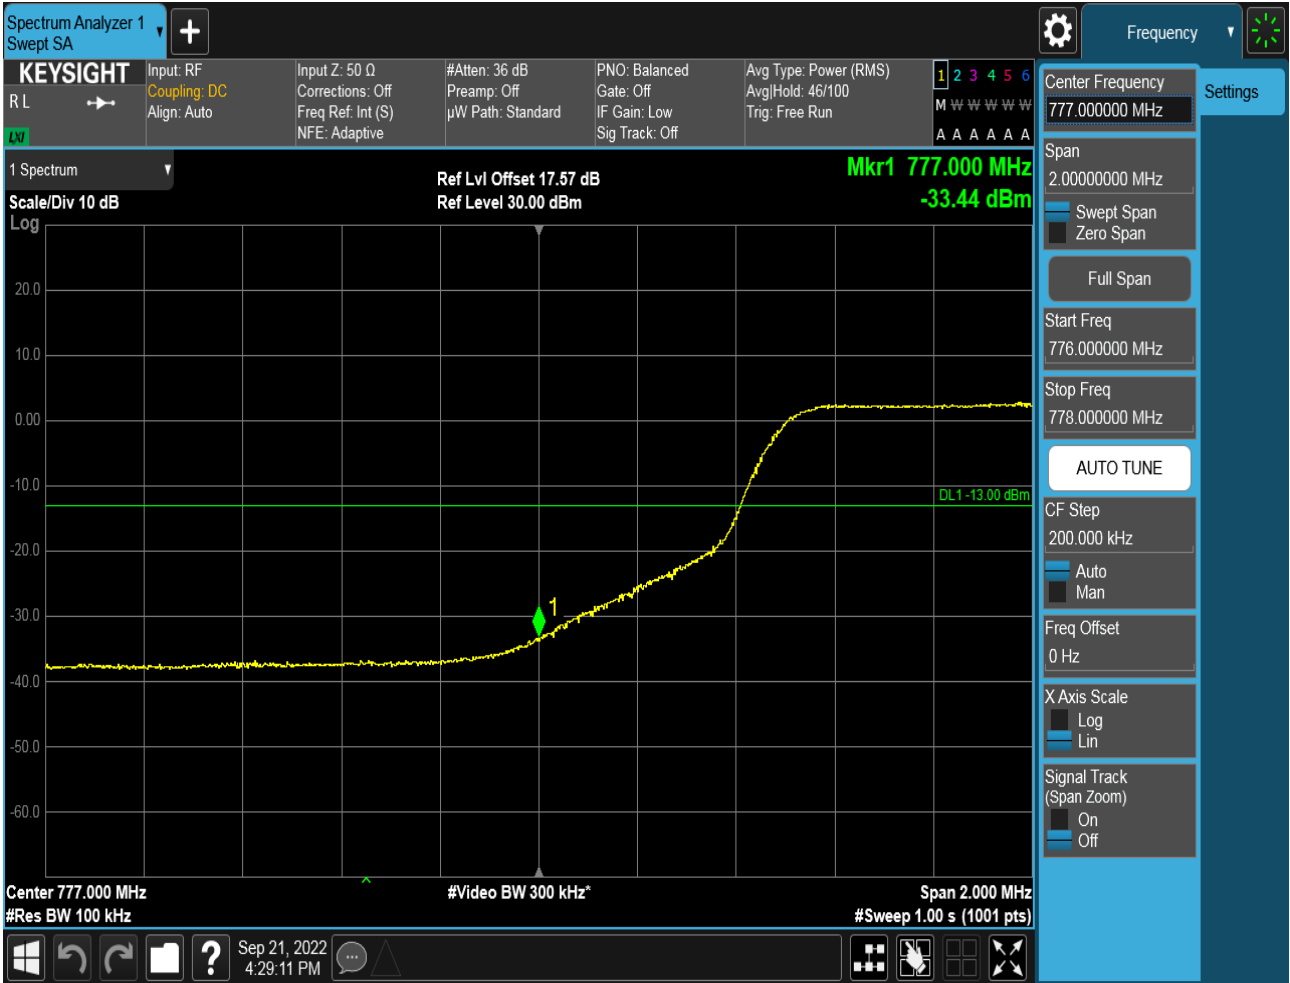 Spectrum Analyzer 1
Swept SA
Frequency
KEYSIGHT
R L
LXI
Input: RF
Coupling: DC
Align: Auto
Input Z: 50 Ω
Corrections: Off
Freq Ref: Int (S)
NFE: Adaptive
#Atten: 36 dB
Preamp: Off
µW Path: Standard
PNO: Balanced
Gate: Off
IF Gain: Low
Sig Track: Off
Avg Type: Power (RMS)
Avg|Hold: 46/100
Trig: Free Run
1 2 3 4 5 6
M W W W W W
A A A A A A
1 Spectrum
Scale/Div 10 dB
Log
Ref Lvl Offset 17.57 dB
Ref Level 30.00 dBm
Mkr1 777.000 MHz
-33.44 dBm
20.0
10.0
0.00
-10.0
-20.0
-30.0
-40.0
-50.0
-60.0
DL1 -13.00 dBm
1
Center 777.000 MHz
#Res BW 100 kHz
#Video BW 300 kHz*
Span 2.000 MHz
#Sweep 1.00 s (1001 pts)
Center Frequency
777.000000 MHz
Span
2.00000000 MHz
Swept Span
Zero Span
Full Span
Start Freq
776.000000 MHz
Stop Freq
778.000000 MHz
AUTO TUNE
CF Step
200.000 kHz
Auto
Man
Freq Offset
0 Hz
X Axis Scale
Log
Lin
Signal Track
(Span Zoom)
On
Off
Settings
?
Sep 21, 2022
4:29:11 PM